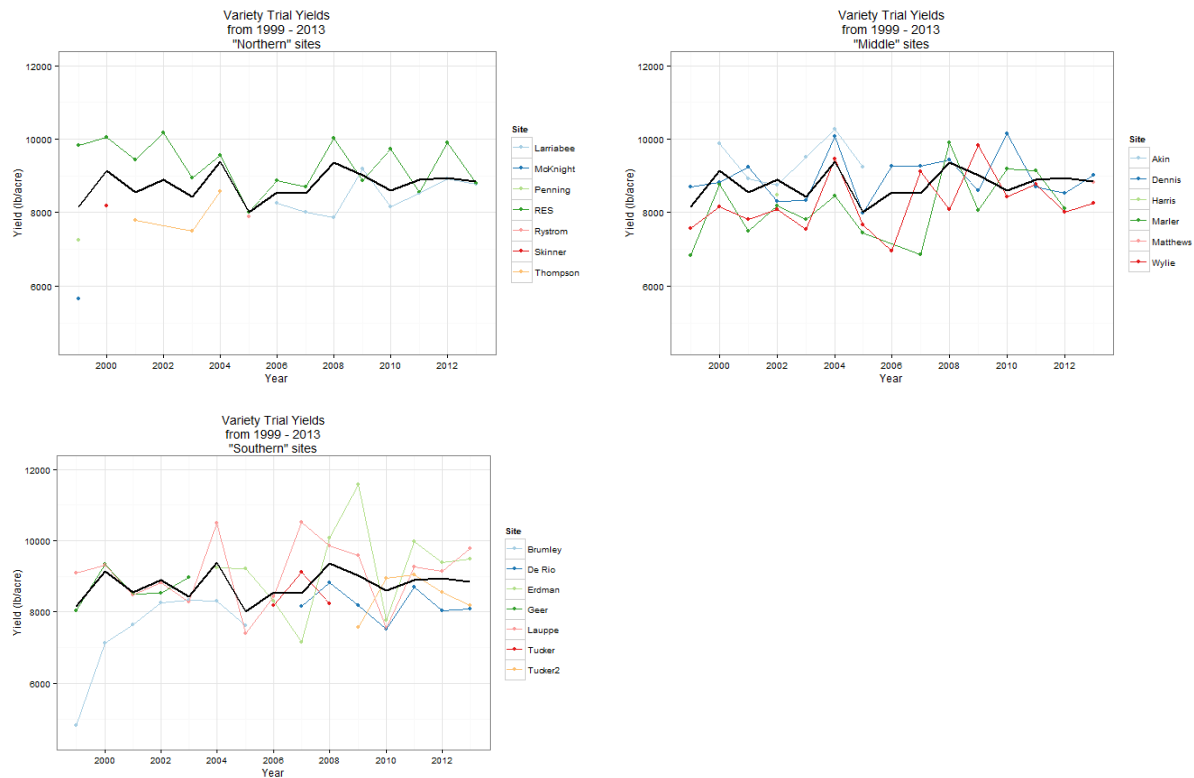 Variety Trial Yields
from 1999 - 2013
"Northern" sites
12000
10000
8000
6000
Yield (lb/acre)
2000 2002 2004 2006 2008 2010 2012
Year
Site
Larriabee
McKnight
Penning
RES
Rystrom
Skinner
Thompson
Variety Trial Yields
from 1999 - 2013
"Middle" sites
12000
10000
8000
6000
Yield (lb/acre)
2000 2002 2004 2006 2008 2010 2012
Year
Site
Akin
Dennis
Harris
Marler
Matthews
Wylie
Variety Trial Yields
from 1999 - 2013
"Southern" sites
12000
10000
8000
6000
Yield (lb/acre)
2000 2002 2004 2006 2008 2010 2012
Year
Site
Brumley
De Rio
Erdman
Geer
Lauppe
Tucker
Tucker2